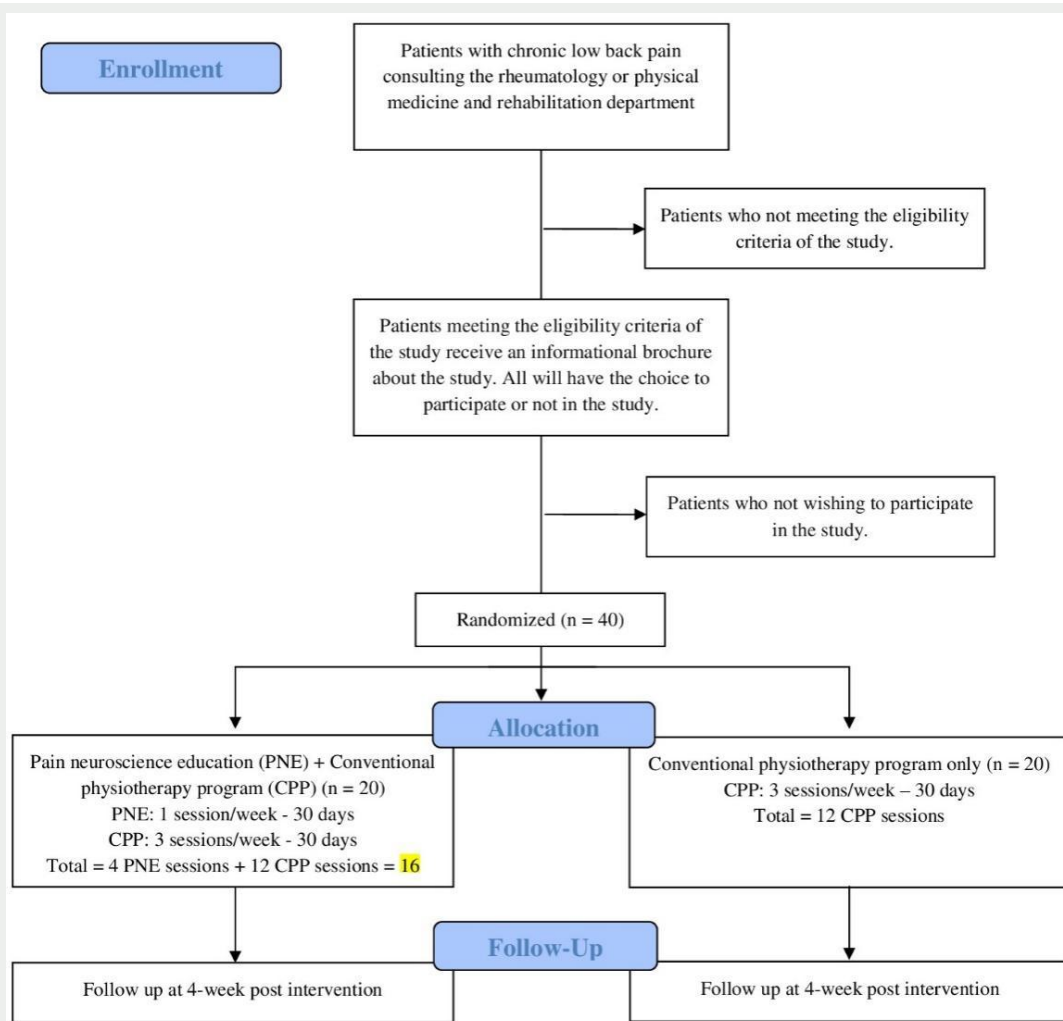 Enrollment
Patients with chronic low back pain
consulting the rheumatology or physical
medicine and rehabilitation department
Patients who not meeting the eligibility
criteria of the study.
Patients meeting the eligibility criteria of
the study receive an informational brochure
about the study. All will have the choice to
participate or not in the study.
Patients who not wishing to participate
in the study.
Randomized (n = 40)
Allocation
Pain neuroscience education (PNE) + Conventional
physiotherapy program (CPP) (n = 20)
PNE: 1 session/week - 30 days
CPP: 3 sessions/week - 30 days
Total = 4 PNE sessions + 12 CPP sessions = 16
Conventional physiotherapy program only (n = 20)
CPP: 3 sessions/week – 30 days
Total = 12 CPP sessions
Follow-Up
Follow up at 4-week post intervention
Follow up at 4-week post intervention